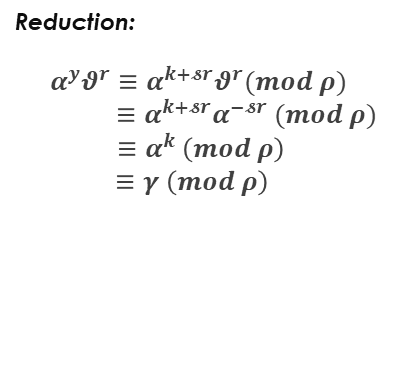 Reduction:
α^y ϑ^r ≡ α^{k+sr} ϑ^r (mod ρ)
≡ α^{k+sr} α^{−sr} (mod ρ)
≡ α^k (mod ρ)
≡ γ (mod ρ)